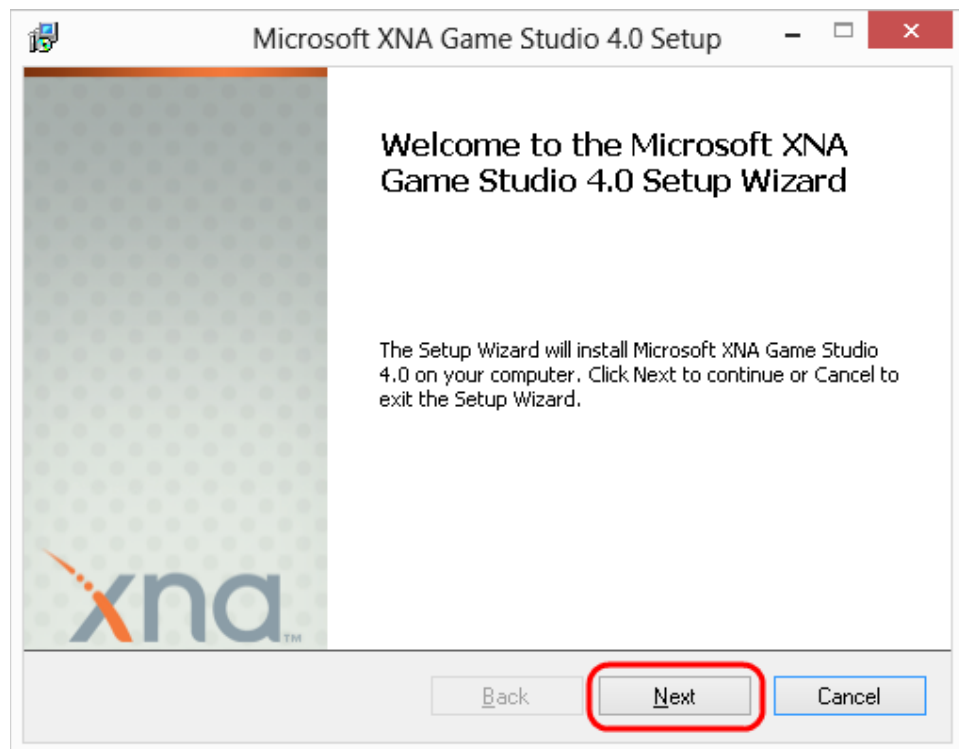 Microsoft XNA Game Studio 4.0 Setup
Welcome to the Microsoft XNA
Game Studio 4.0 Setup Wizard
The Setup Wizard will install Microsoft XNA Game Studio
4.0 on your computer. Click Next to continue or Cancel to
exit the Setup Wizard.
xna™
Back
Next
Cancel